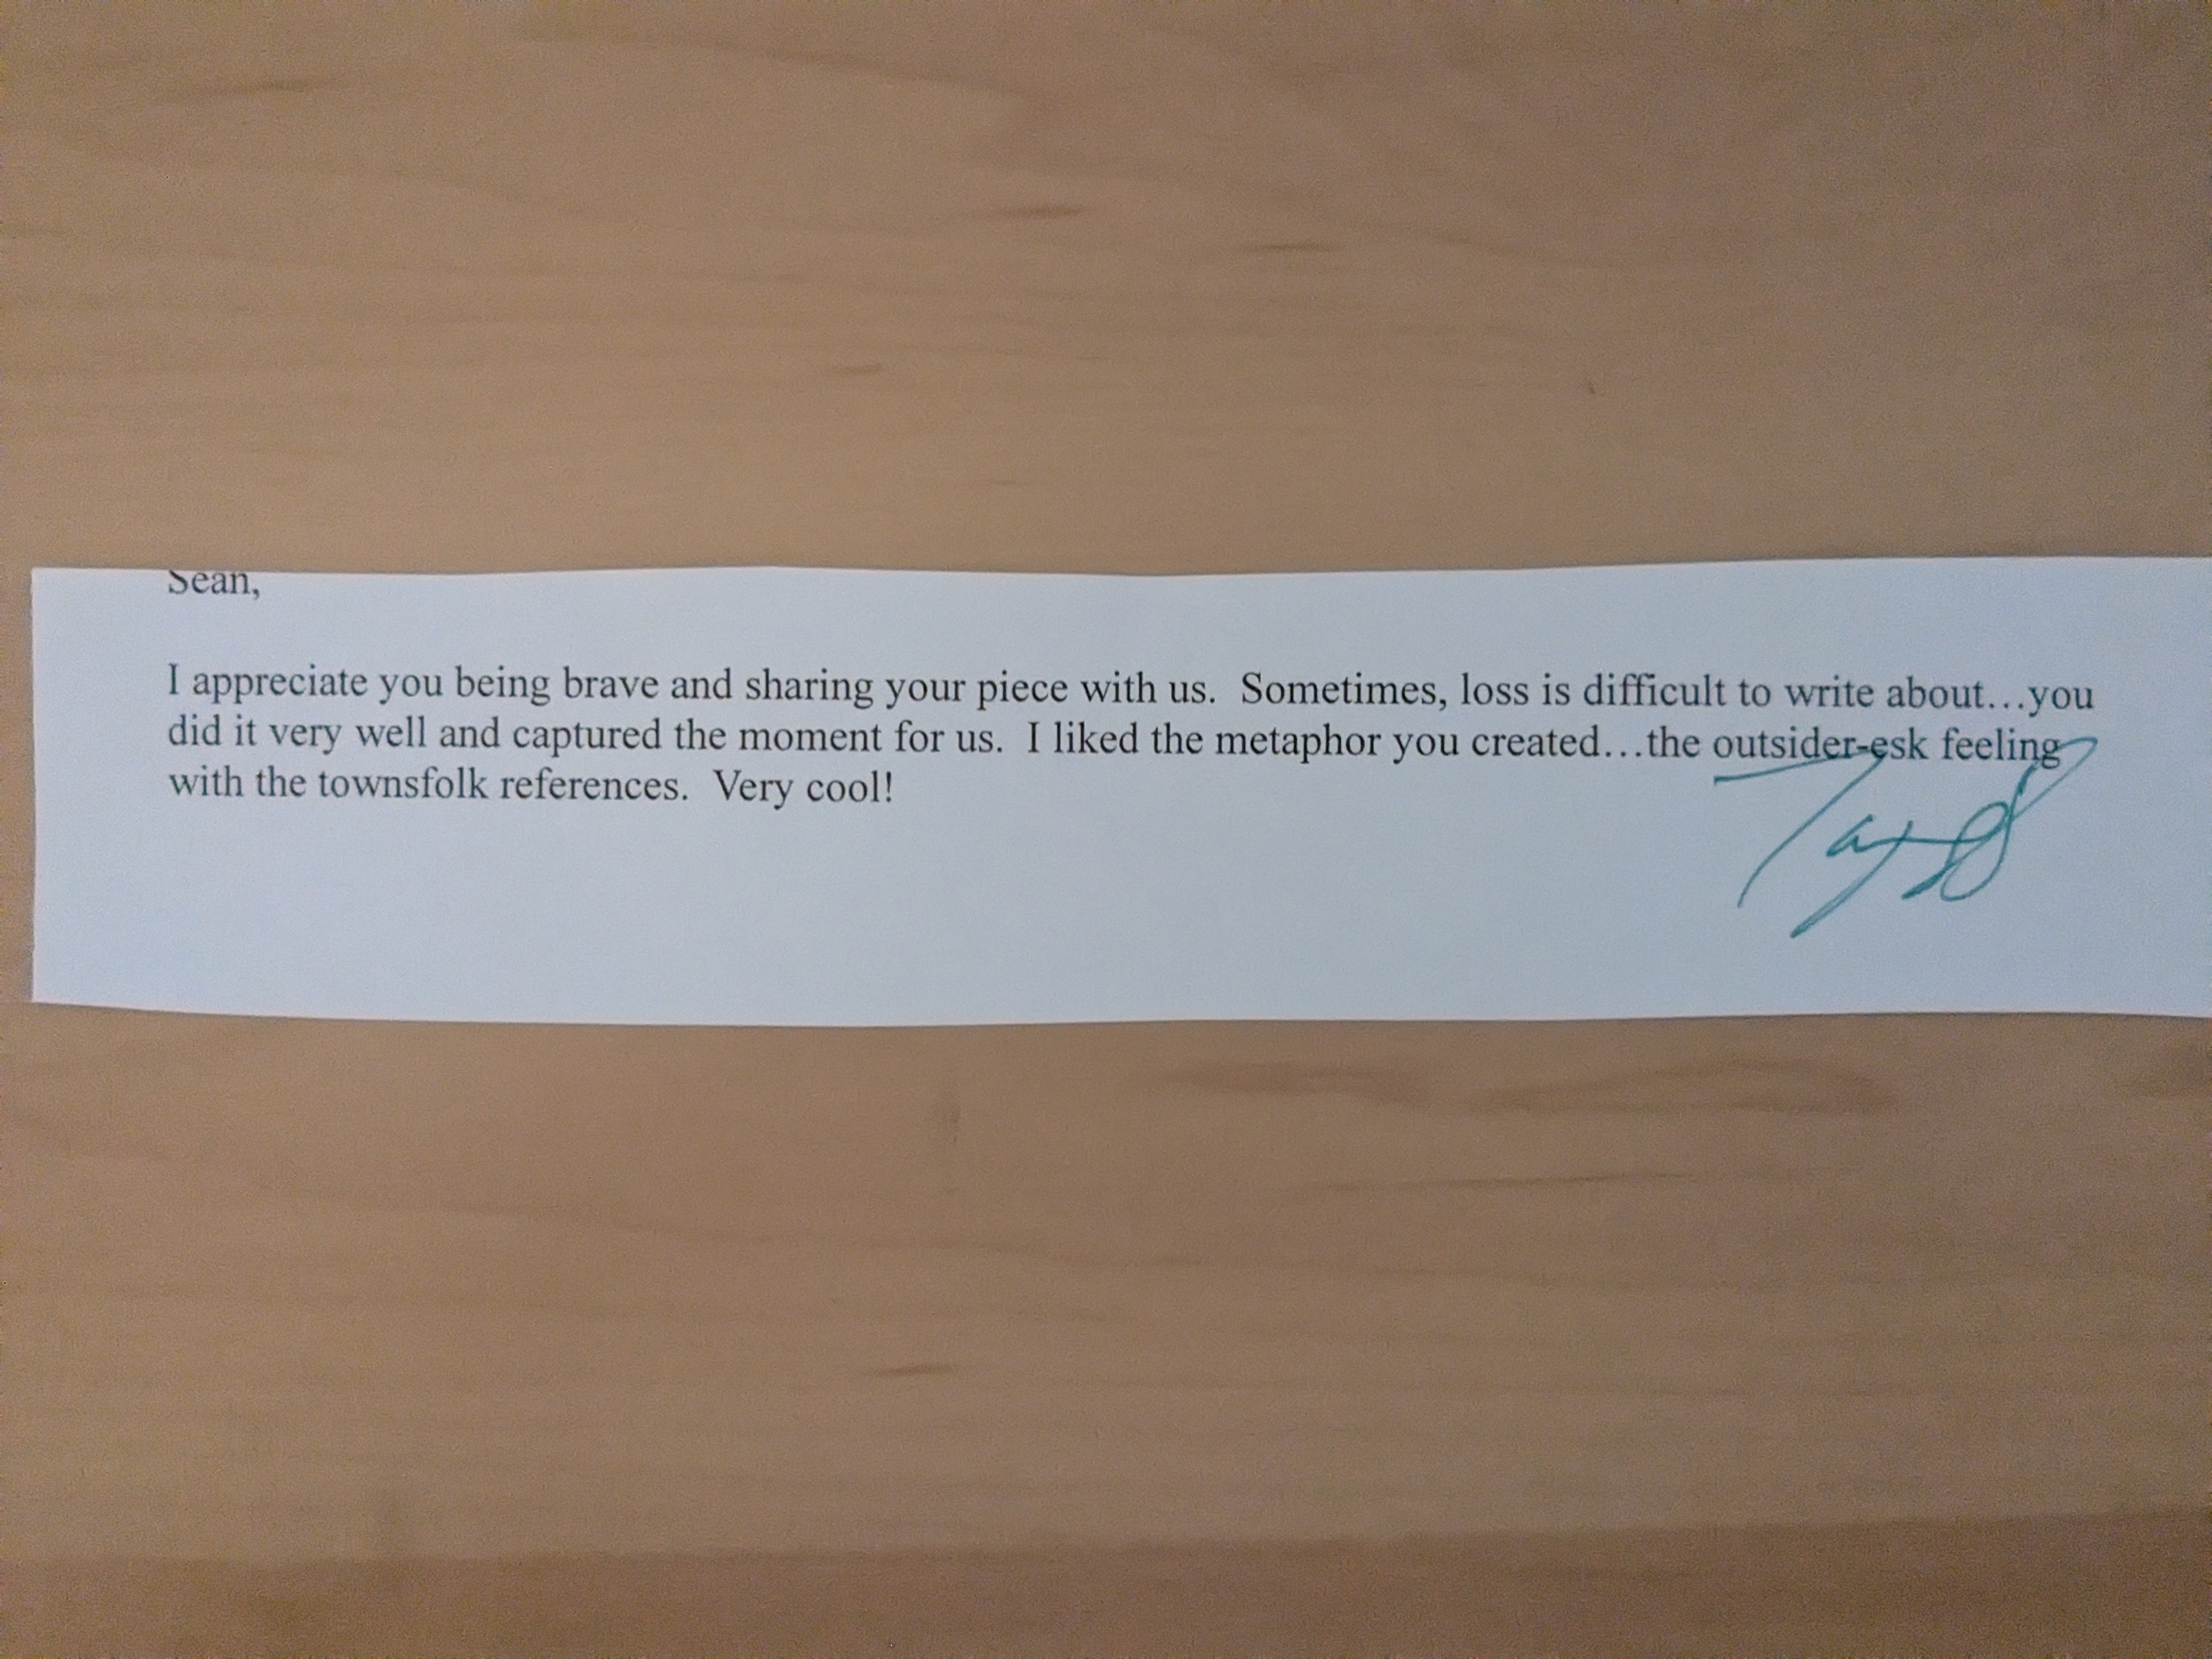 Sean,
I appreciate you being brave and sharing your piece with us.  Sometimes, loss is difficult to write about...you
did it very well and captured the moment for us.  I liked the metaphor you created...the outsider-esk feeling
with the townsfolk references.  Very cool!